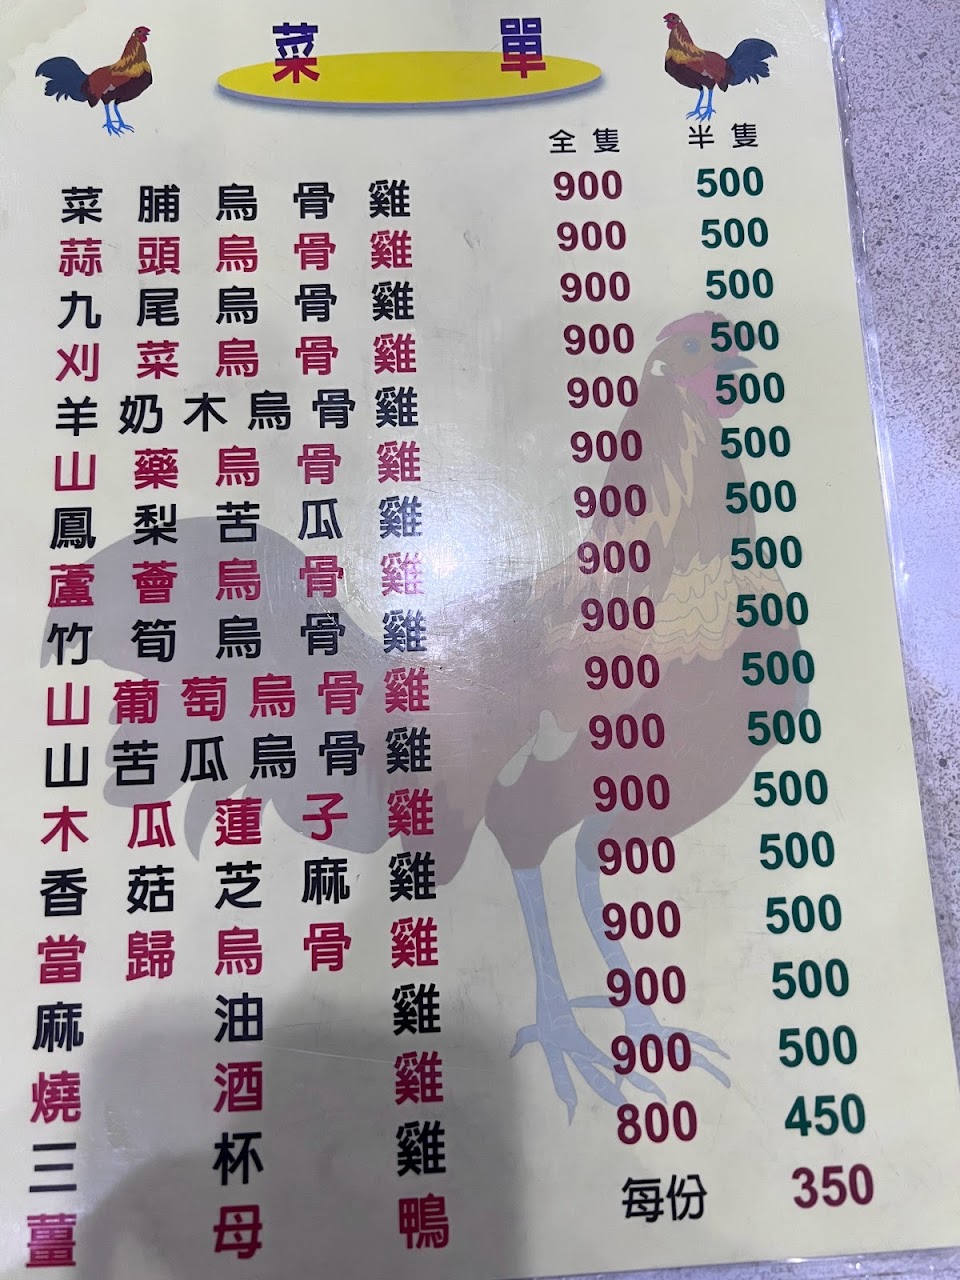 菜單
全隻 半隻
菜脯烏骨雞 900 500
蒜頭烏骨雞 900 500
九尾烏骨雞 900 500
刈菜烏骨雞 900 500
羊奶木烏骨雞 900 500
山藥烏骨雞 900 500
鳳梨苦瓜雞 900 500
蘆薈烏骨雞 900 500
竹筍烏骨雞 900 500
山葡萄烏骨雞 900 500
山苦瓜烏骨雞 900 500
木瓜蓮子雞 900 500
香菇芝麻雞 900 500
當歸烏骨雞 900 500
麻油雞 900 500
燒酒雞 900 500
三杯雞 800 450
薑母鴨 每份 350